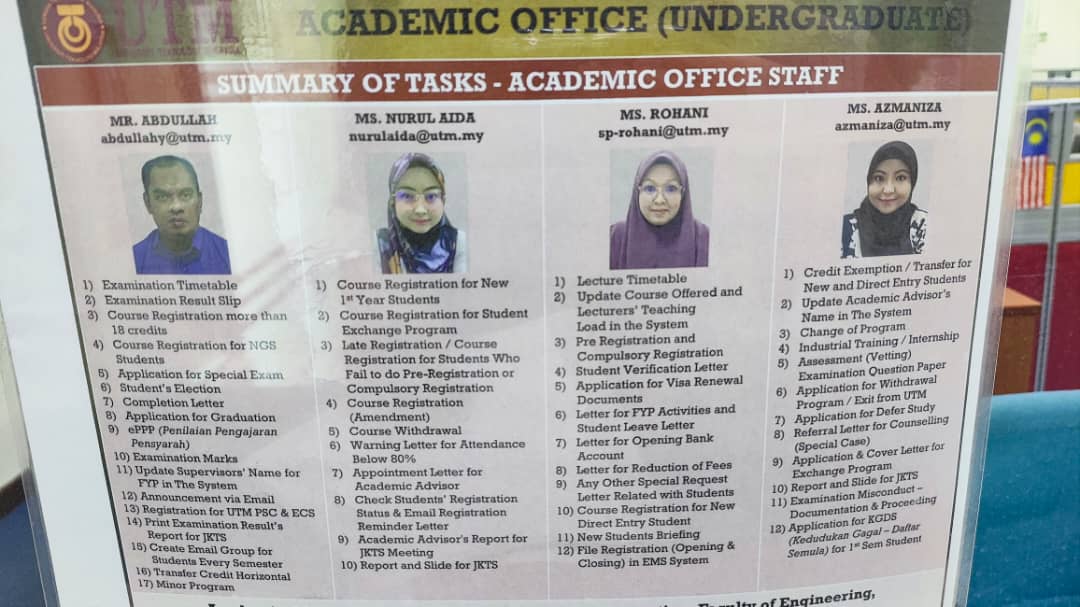 UTM
ACADEMIC OFFICE (UNDERGRADUATE)
SUMMARY OF TASKS - ACADEMIC OFFICE STAFF
MR. ABDULLAH
abdullahy@utm.my
1) Examination Timetable
2) Examination Result Slip
3) Course Registration more than
18 credits
4) Course Registration for NGS
Students
5) Application for Special Exam
6) Student's Election
7) Completion Letter
8) Application for Graduation
9) ePPP (Penilaian Pengajaran
Pensyarah)
10) Examination Marks
11) Update Supervisors' Name for
FYP in The System
12) Announcement via Email
13) Registration for UTM PSC & ECS
14) Print Examination Result's
Report for JKTS
15) Create Email Group for
Students Every Semester
16) Transfer Credit Horizontal
17) Minor Program
MS. NURUL AIDA
nurulaida@utm.my
1) Course Registration for New
1st Year Students
2) Course Registration for Student
Exchange Program
3) Late Registration / Course
Registration for Students Who
Fail to do Pre-Registration or
Compulsory Registration
4) Course Registration
(Amendment)
5) Course Withdrawal
6) Warning Letter for Attendance
Below 80%
7) Appointment Letter for
Academic Advisor
8) Check Students' Registration
Status & Email Registration
Reminder Letter
9) Academic Advisor's Report for
JKTS Meeting
10) Report and Slide for JKTS
MS. ROHANI
sp-rohani@utm.my
1) Lecture Timetable
2) Update Course Offered and
Lecturers' Teaching
Load in the System
3) Pre Registration and
Compulsory Registration
4) Student Verification Letter
5) Application for Visa Renewal
Documents
6) Letter for FYP Activities and
Student Leave Letter
7) Letter for Opening Bank
Account
8) Letter for Reduction of Fees
9) Any Other Special Request
Letter Related with Students
10) Course Registration for New
Direct Entry Student
11) New Students Briefing
12) File Registration (Opening &
Closing) in EMS System
MS. AZMANIZA
azmaniza@utm.my
1) Credit Exemption / Transfer for
New and Direct Entry Students
2) Update Academic Advisor's
Name in The System
3) Change of Program
4) Industrial Training / Internship
5) Assessment (Vetting)
Examination Question Paper
6) Application for Withdrawal
Program / Exit from UTM
7) Application for Defer Study
8) Referral Letter for Counselling
(Special Case)
9) Application & Cover Letter for
Exchange Program
10) Report and Slide for JKTS
11) Examination Misconduct –
Documentation & Proceeding
12) Application for KGDS
(Kedudukan Gagal – Daftar
Semula) for 1st Sem Student
Faculty of Engineering,